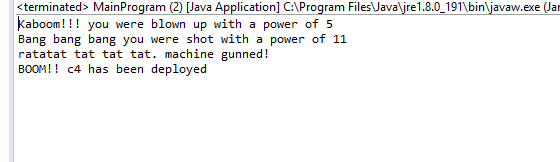 <terminated> MainProgram (2) [Java Application] C:\Program Files\Java\jre1.8.0_191\bin\javaw.exe (Jan
Kaboom!!! you were blown up with a power of 5
Bang bang bang you were shot with a power of 11
ratatat tat tat tat. machine gunned!
BOOM!! c4 has been deployed